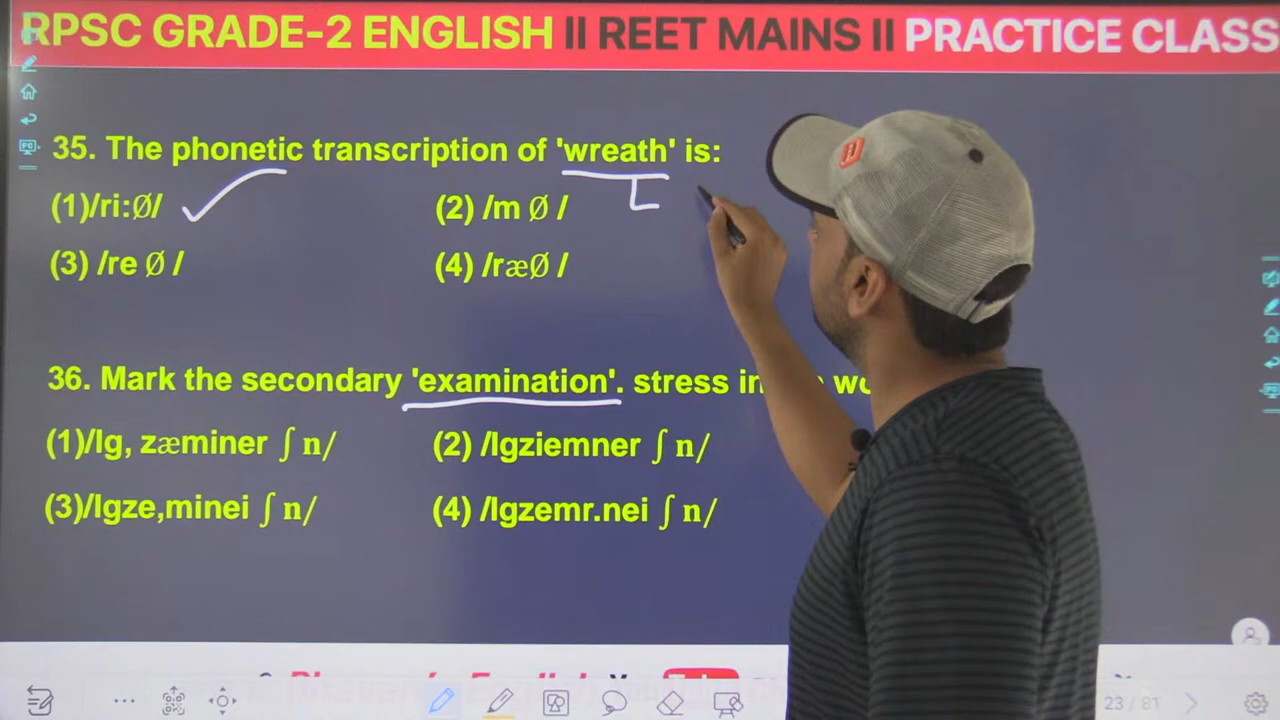 RPSC GRADE-2 ENGLISH II REET MAINS II PRACTICE CLASS
35. The phonetic transcription of 'wreath' is:
(1)/ri:Ø/ (2) /m Ø /
(3) /re Ø / (4) /ræØ /
36. Mark the secondary 'examination'. stress in
(1)/Ig, zæminer ʃ n/ (2) /Igziemner ʃ n/
(3)/Igze,minei ʃ n/ (4) /Igzemr.nei ʃ n/
23 / 81